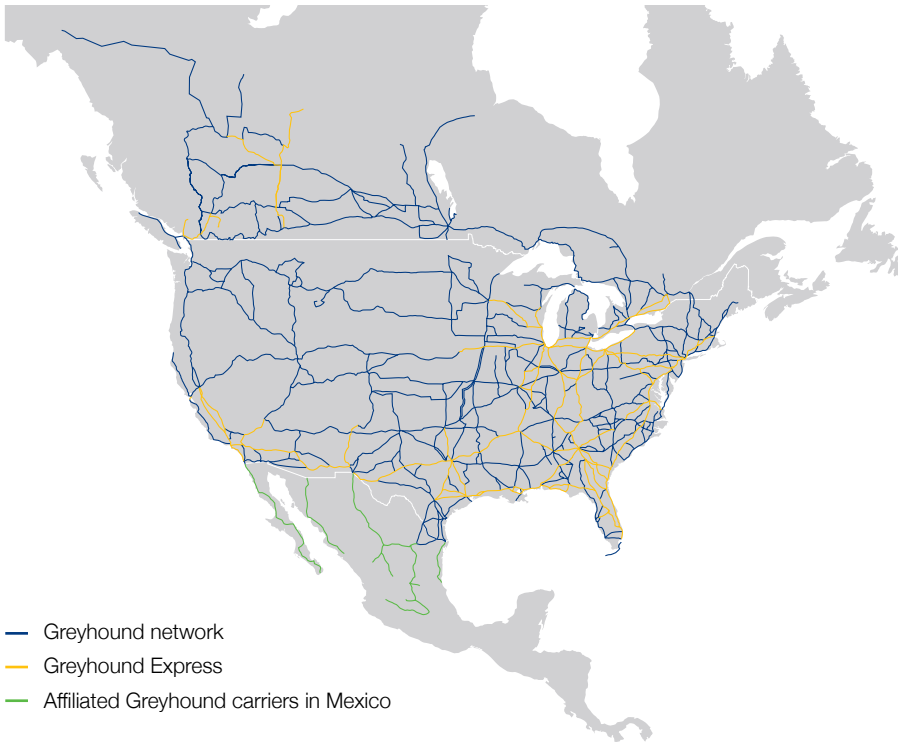 Greyhound network
Greyhound Express
Affiliated Greyhound carriers in Mexico